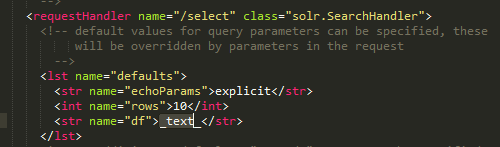 -->
<requestHandler name="/select" class="solr.SearchHandler">
<!-- default values for query parameters can be specified, these
will be overridden by parameters in the request
-->
<lst name="defaults">
<str name="echoParams">explicit</str>
<int name="rows">10</int>
<str name="df">_text_</str>
</lst>